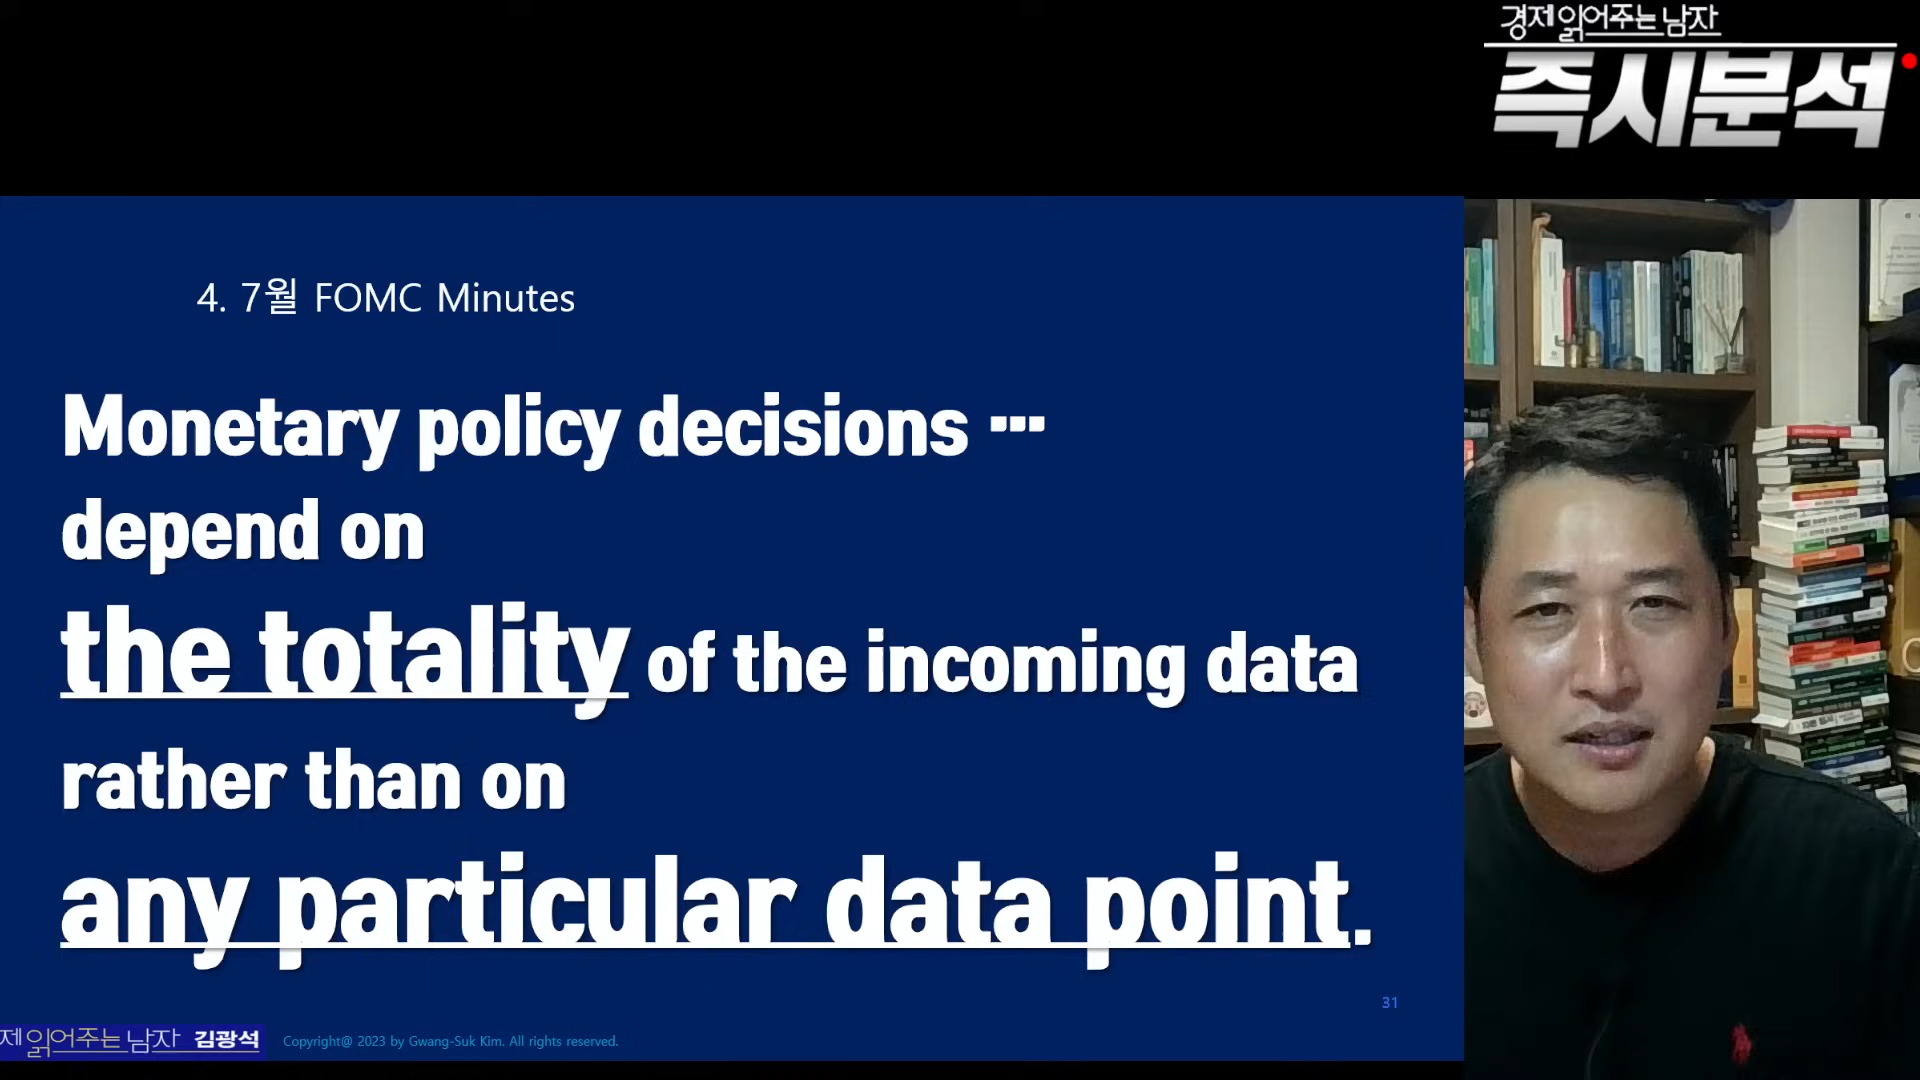 경제 읽어주는 남자
즉시분석
4. 7월 FOMC Minutes
Monetary policy decisions ···
depend on
the totality of the incoming data
rather than on
any particular data point.
31
제 읽어주는 남자 김광석
Copyright@ 2023 by Gwang-Suk Kim. All rights reserved.